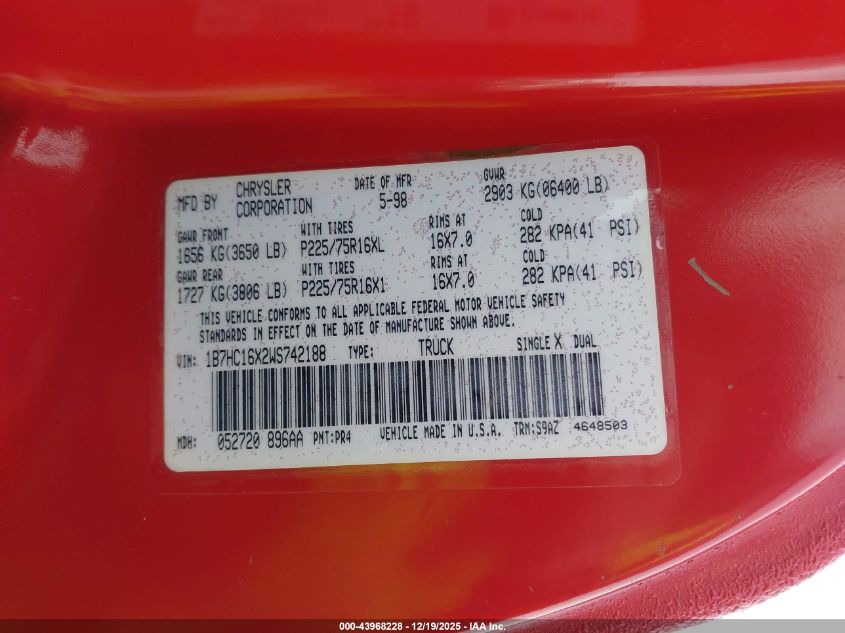 MFD BY CHRYSLER CORPORATION DATE OF MFR 5-98 GVWR 2903 KG(06400 LB)
GAWR FRONT WITH TIRES RIMS AT COLD
1656 KG(3650 LB) P225/75R16XL 16X7.0 282 KPA(41 PSI)
GAWR REAR WITH TIRES RIMS AT COLD
1727 KG(3806 LB) P225/75R16X1 16X7.0 282 KPA(41 PSI)
THIS VEHICLE CONFORMS TO ALL APPLICABLE FEDERAL MOTOR VEHICLE SAFETY
STANDARDS IN EFFECT ON THE DATE OF MANUFACTURE SHOWN ABOVE.
VIN: 1B7HC16X2WS742188 TYPE: TRUCK SINGLE X DUAL
MDH: 052720 896AA PNT:PR4 VEHICLE MADE IN U.S.A. TRM:S9AZ 4648503
000-43968228 - 12/19/2025 - IAA Inc.